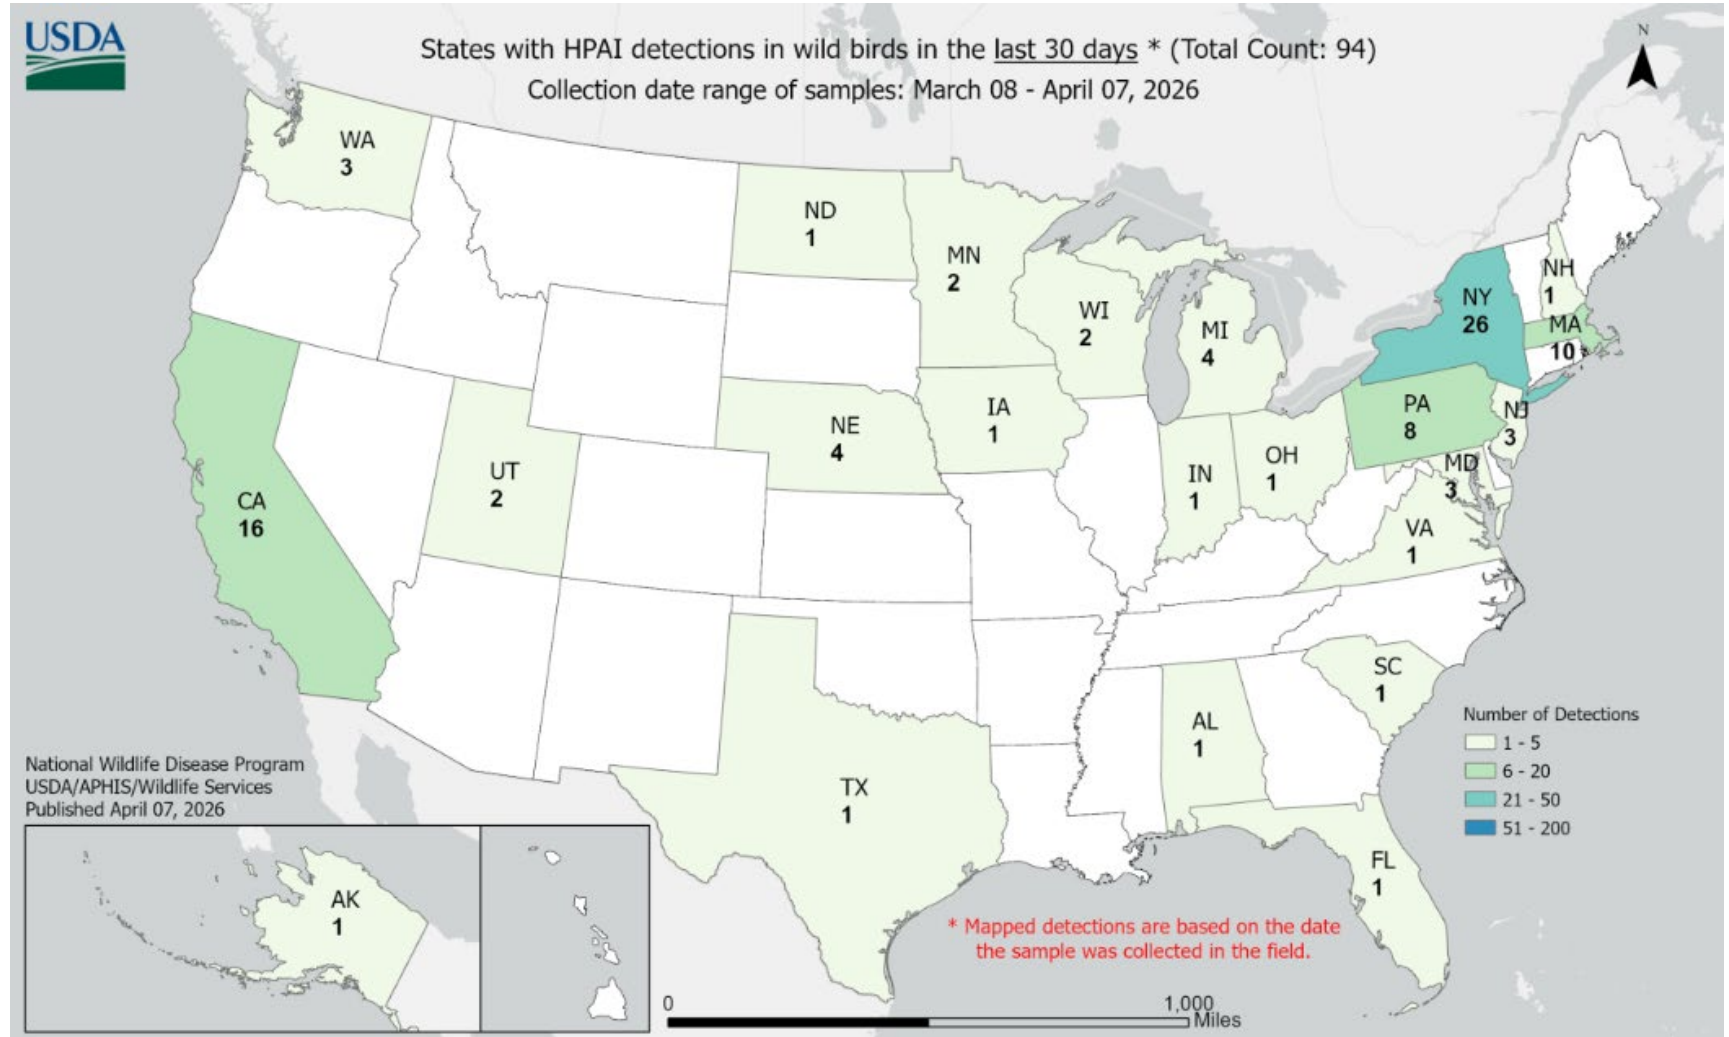 USDA
States with HPAI detections in wild birds in the last 30 days * (Total Count: 94)
Collection date range of samples: March 08 - April 07, 2026
N
WA
3
ND
1
MN
2
WI
2
MI
4
NY
26
NH
1
MA
10
CA
16
UT
2
NE
4
IA
1
IN
1
OH
1
PA
8
NJ
3
MD
3
VA
1
SC
1
AL
1
TX
1
FL
1
AK
1
Number of Detections
1 - 5
6 - 20
21 - 50
51 - 200
National Wildlife Disease Program
USDA/APHIS/Wildlife Services
Published April 07, 2026
* Mapped detections are based on the date
the sample was collected in the field.
0 1,000
Miles